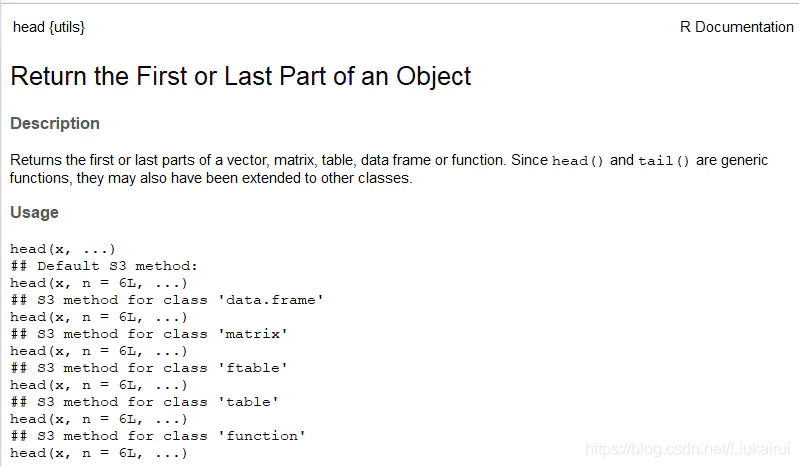 head {utils}
R Documentation
Return the First or Last Part of an Object
Description
Returns the first or last parts of a vector, matrix, table, data frame or function. Since head() and tail() are generic
functions, they may also have been extended to other classes.
Usage
head(x, ...)
## Default S3 method:
head(x, n = 6L, ...)
## S3 method for class 'data.frame'
head(x, n = 6L, ...)
## S3 method for class 'matrix'
head(x, n = 6L, ...)
## S3 method for class 'ftable'
head(x, n = 6L, ...)
## S3 method for class 'table'
head(x, n = 6L, ...)
## S3 method for class 'function'
head(x, n = 6L, ...)
https://blog.csdn.net/Liukairui